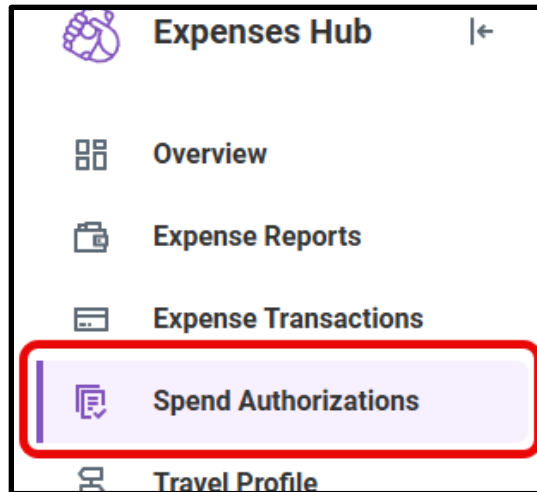 Expenses Hub
Overview
Expense Reports
Expense Transactions
Spend Authorizations
Travel Profile